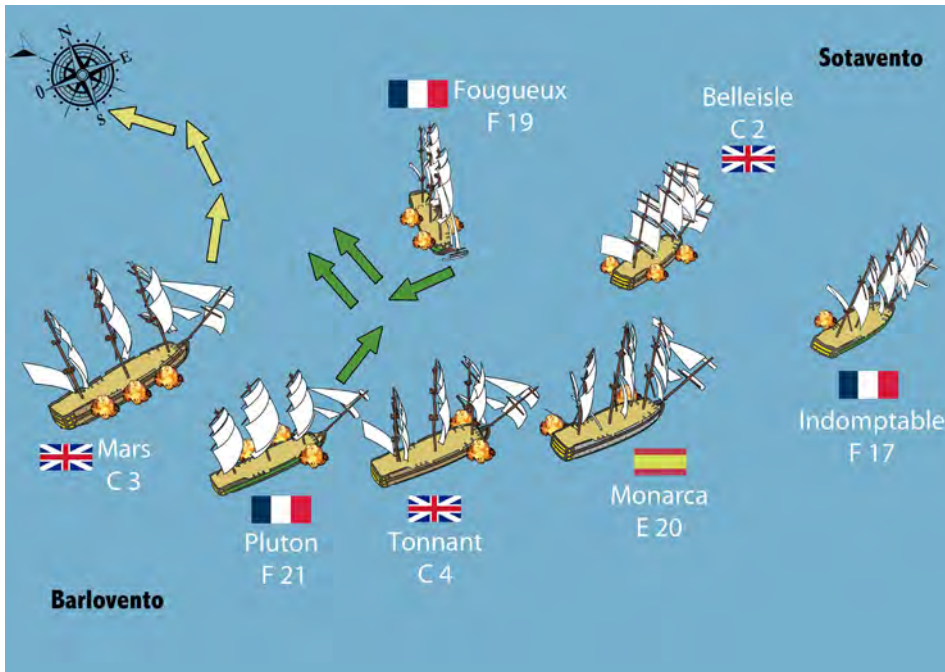 N
E
S
O
Sotavento
Fougueux
F 19
Belleisle
C 2
Mars
C 3
Pluton
F 21
Tonnant
C 4
Monarca
E 20
Indomptable
F 17
Barlovento